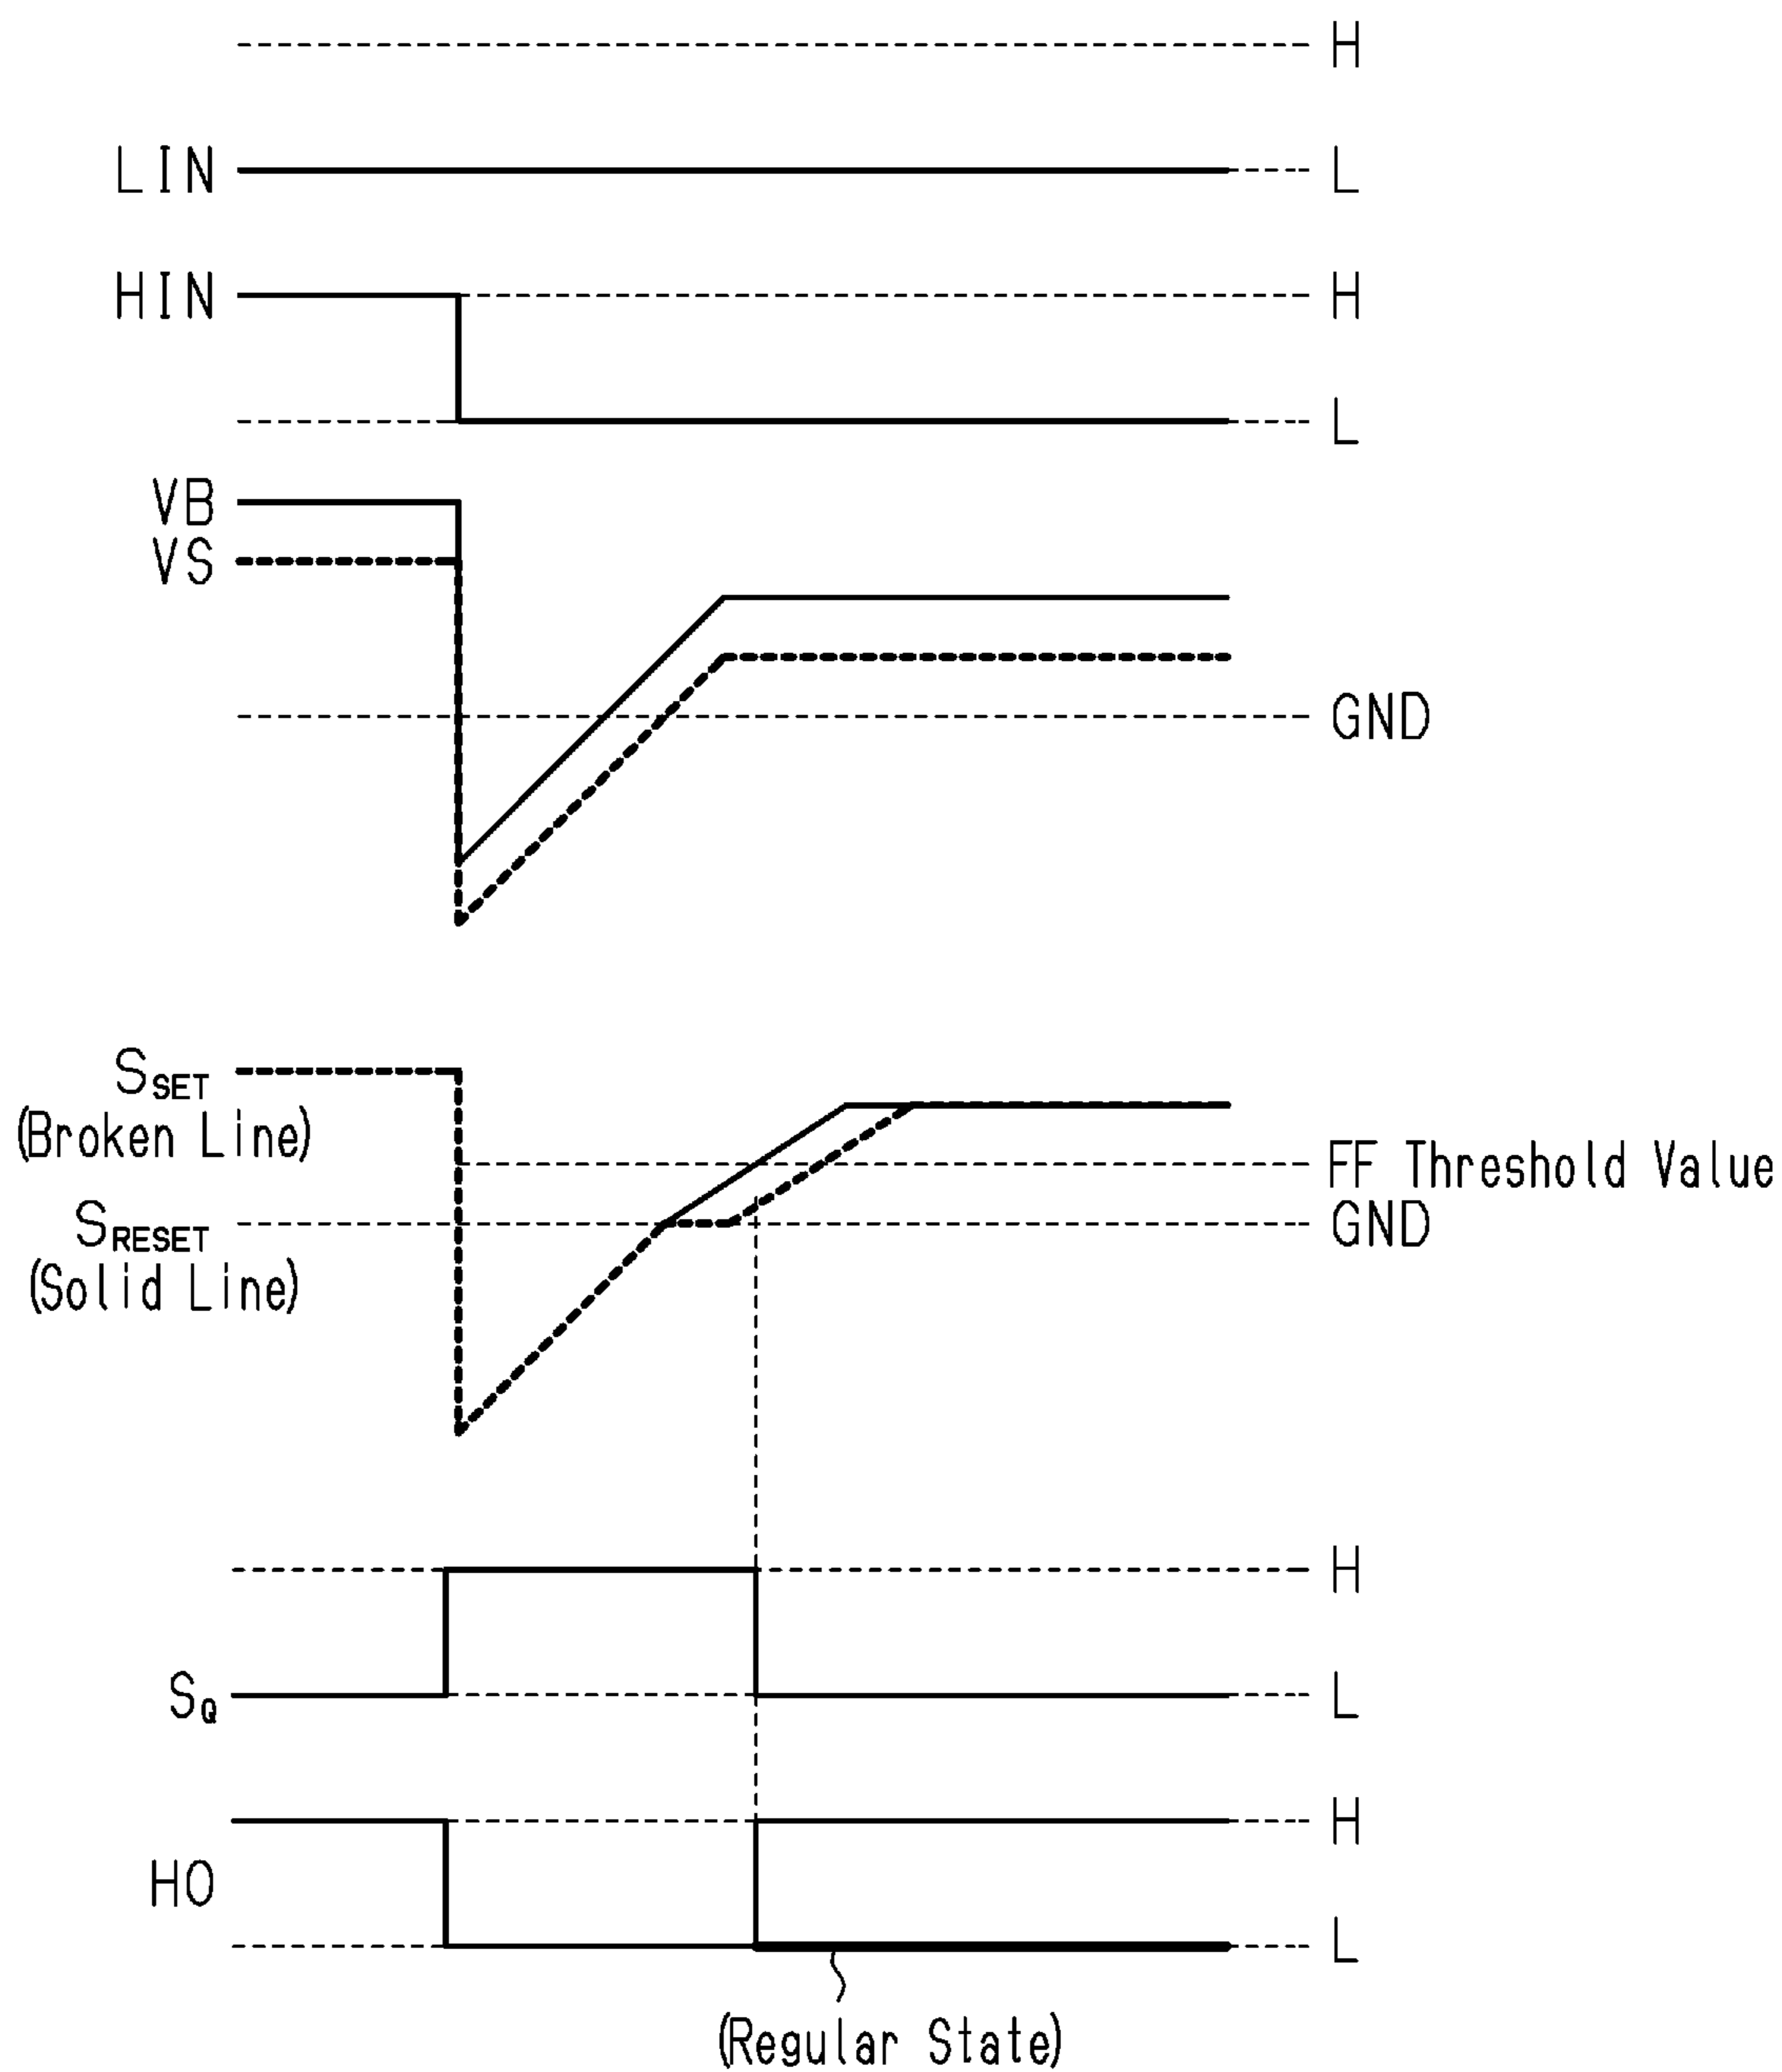 H
LIN L
HIN H
L
VB
VS
GND
SSET
(Broken Line)
FF Threshold Value
SRESET GND
(Solid Line)
H
SQ L
H
HO
L
(Regular State)